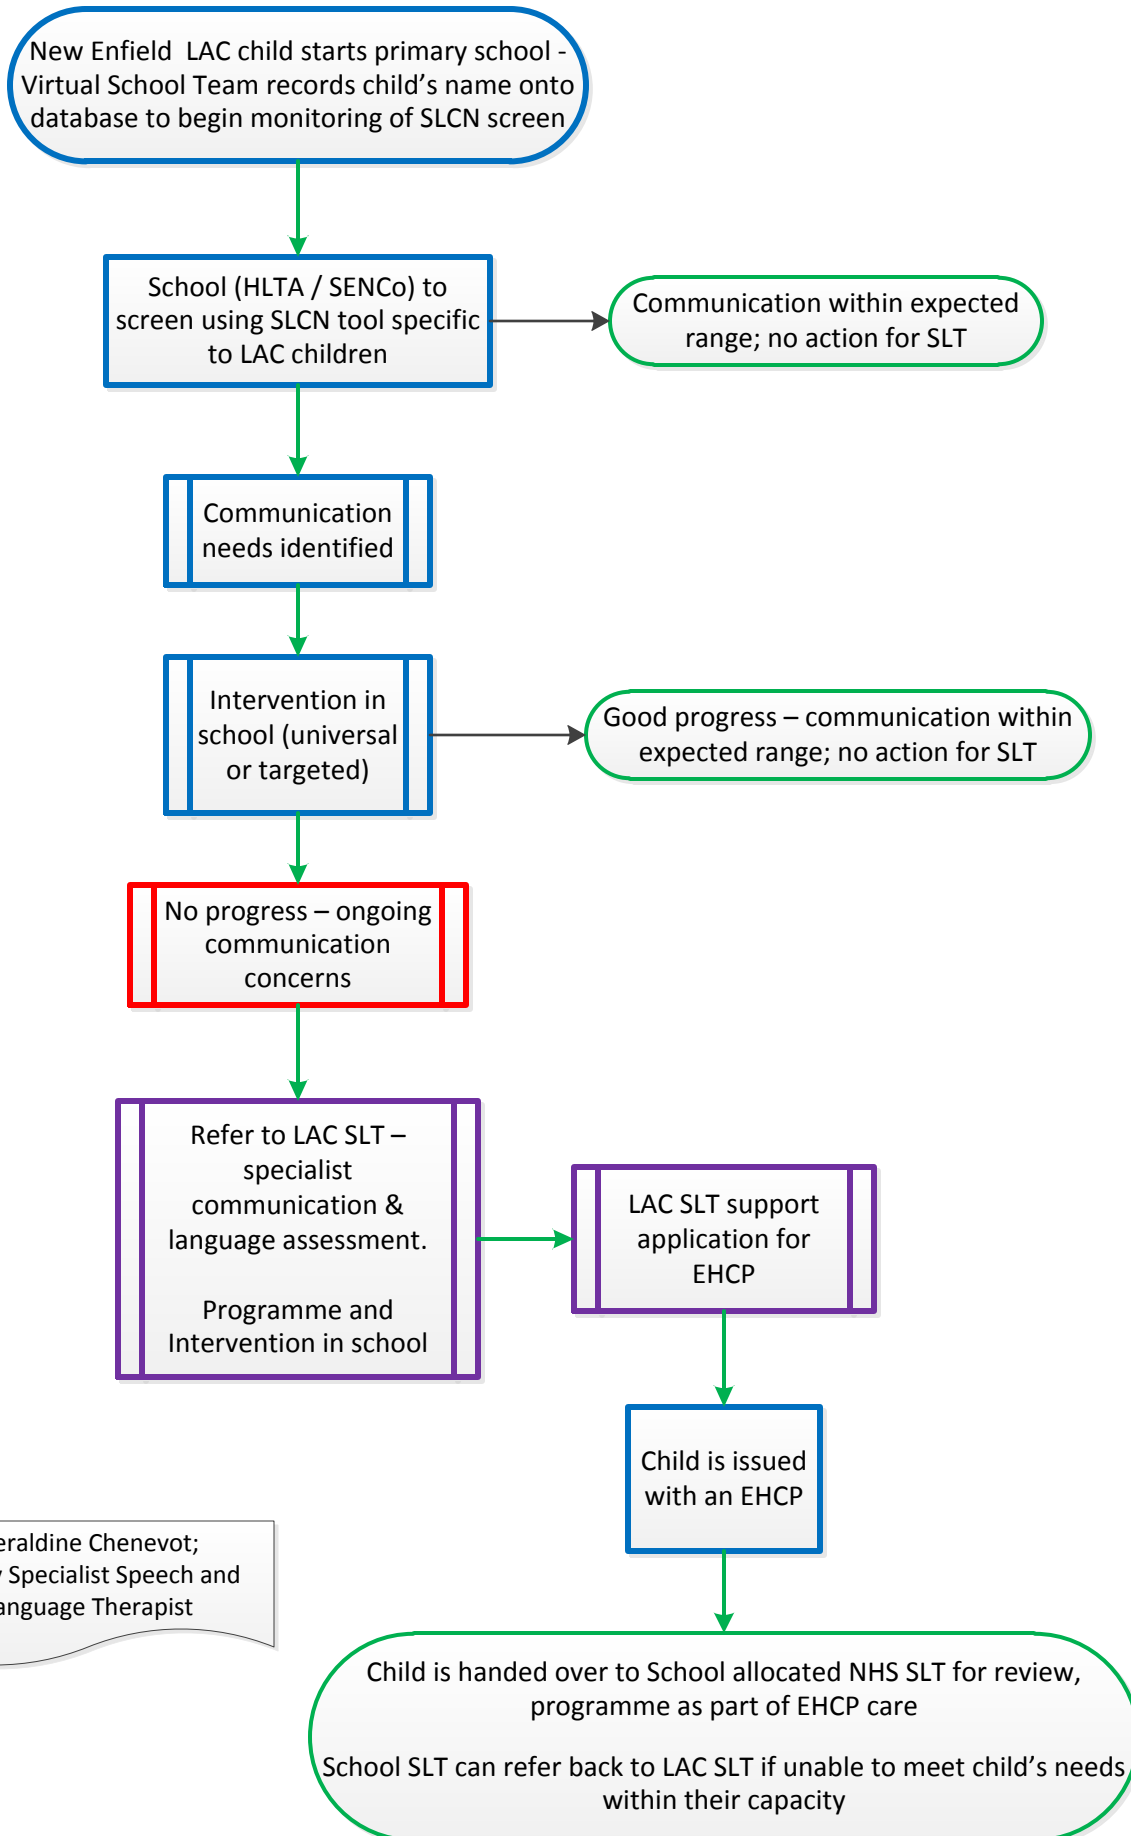 New Enfield  LAC child starts primary school -
Virtual School Team records child's name onto
database to begin monitoring of SLCN screen
School (HLTA / SENCo) to
screen using SLCN tool specific
to LAC children
Communication within expected
range; no action for SLT
Communication
needs identified
Intervention in
school (universal
or targeted)
Good progress – communication within
expected range; no action for SLT
No progress – ongoing
communication
concerns
Refer to LAC SLT –
specialist
communication &
language assessment.
Programme and
Intervention in school
LAC SLT support
application for
EHCP
Child is issued
with an EHCP
Chenevot;
Specialist Speech and
Therapist
Child is handed over to School allocated NHS SLT for review,
programme as part of EHCP care
School SLT can refer back to LAC SLT if unable to meet child's needs
within their capacity